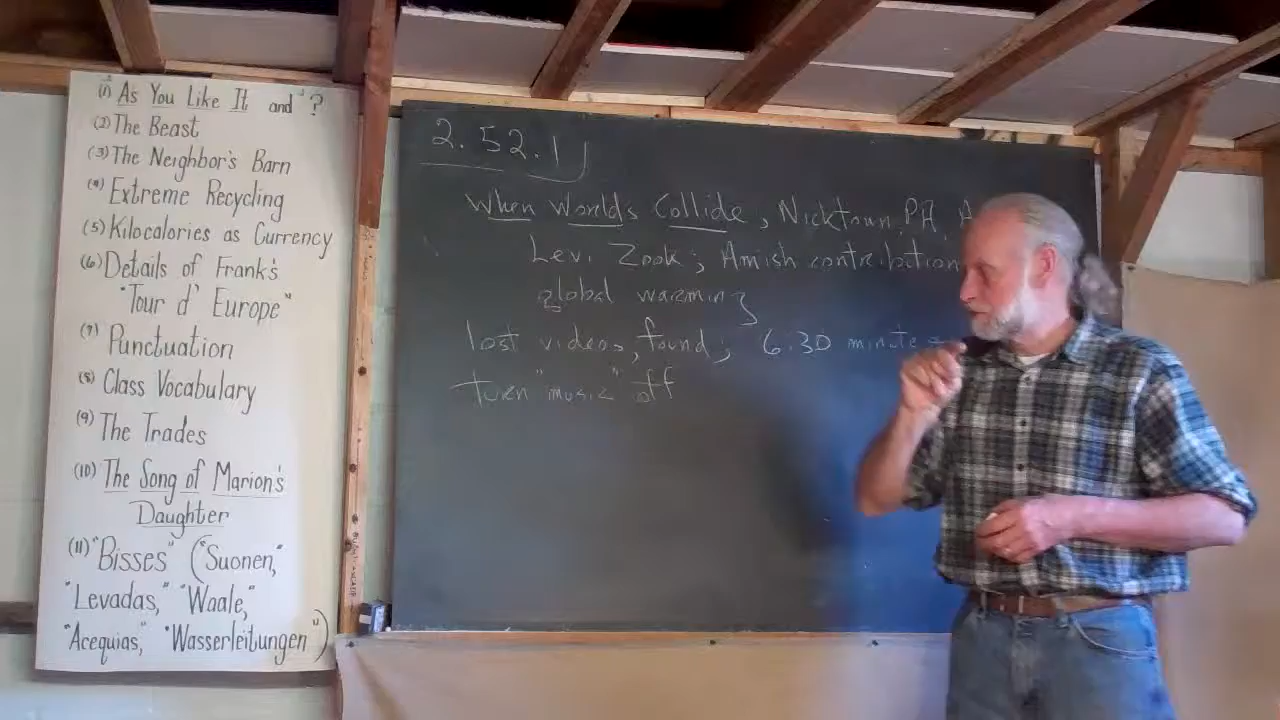 (1) As You Like It and ?
(2) The Beast
(3) The Neighbor's Barn
(4) Extreme Recycling
(5) Kilocalories as Currency
(6) Details of Frank's
"Tour d' Europe"
(7) Punctuation
(8) Class Vocabulary
(9) The Trades
(10) The Song of Marion's
Daughter
(11) "Bisses" ("Suonen,"
"Levadas," "Waale,"
"Acequias," "Wasserleitungen")
2.52.1
When Worlds Collide, Nicktown, PA, A
Levi Zook; Amish contribution
global warming
lost videos, found; 6.30 minute
turn "music" off